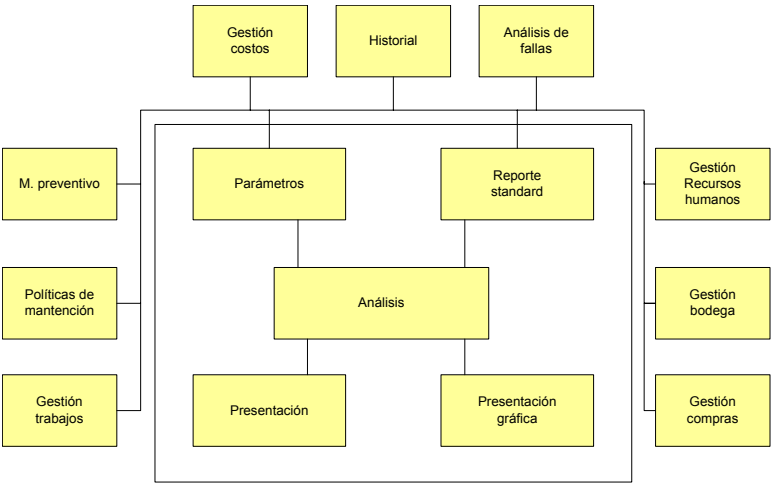 Gestión
costos
Historial
Análisis de
fallas
M. preventivo
Parámetros
Reporte
standard
Gestión
Recursos
humanos
Políticas de
mantención
Análisis
Gestión
bodega
Gestión
trabajos
Presentación
Presentación
gráfica
Gestión
compras